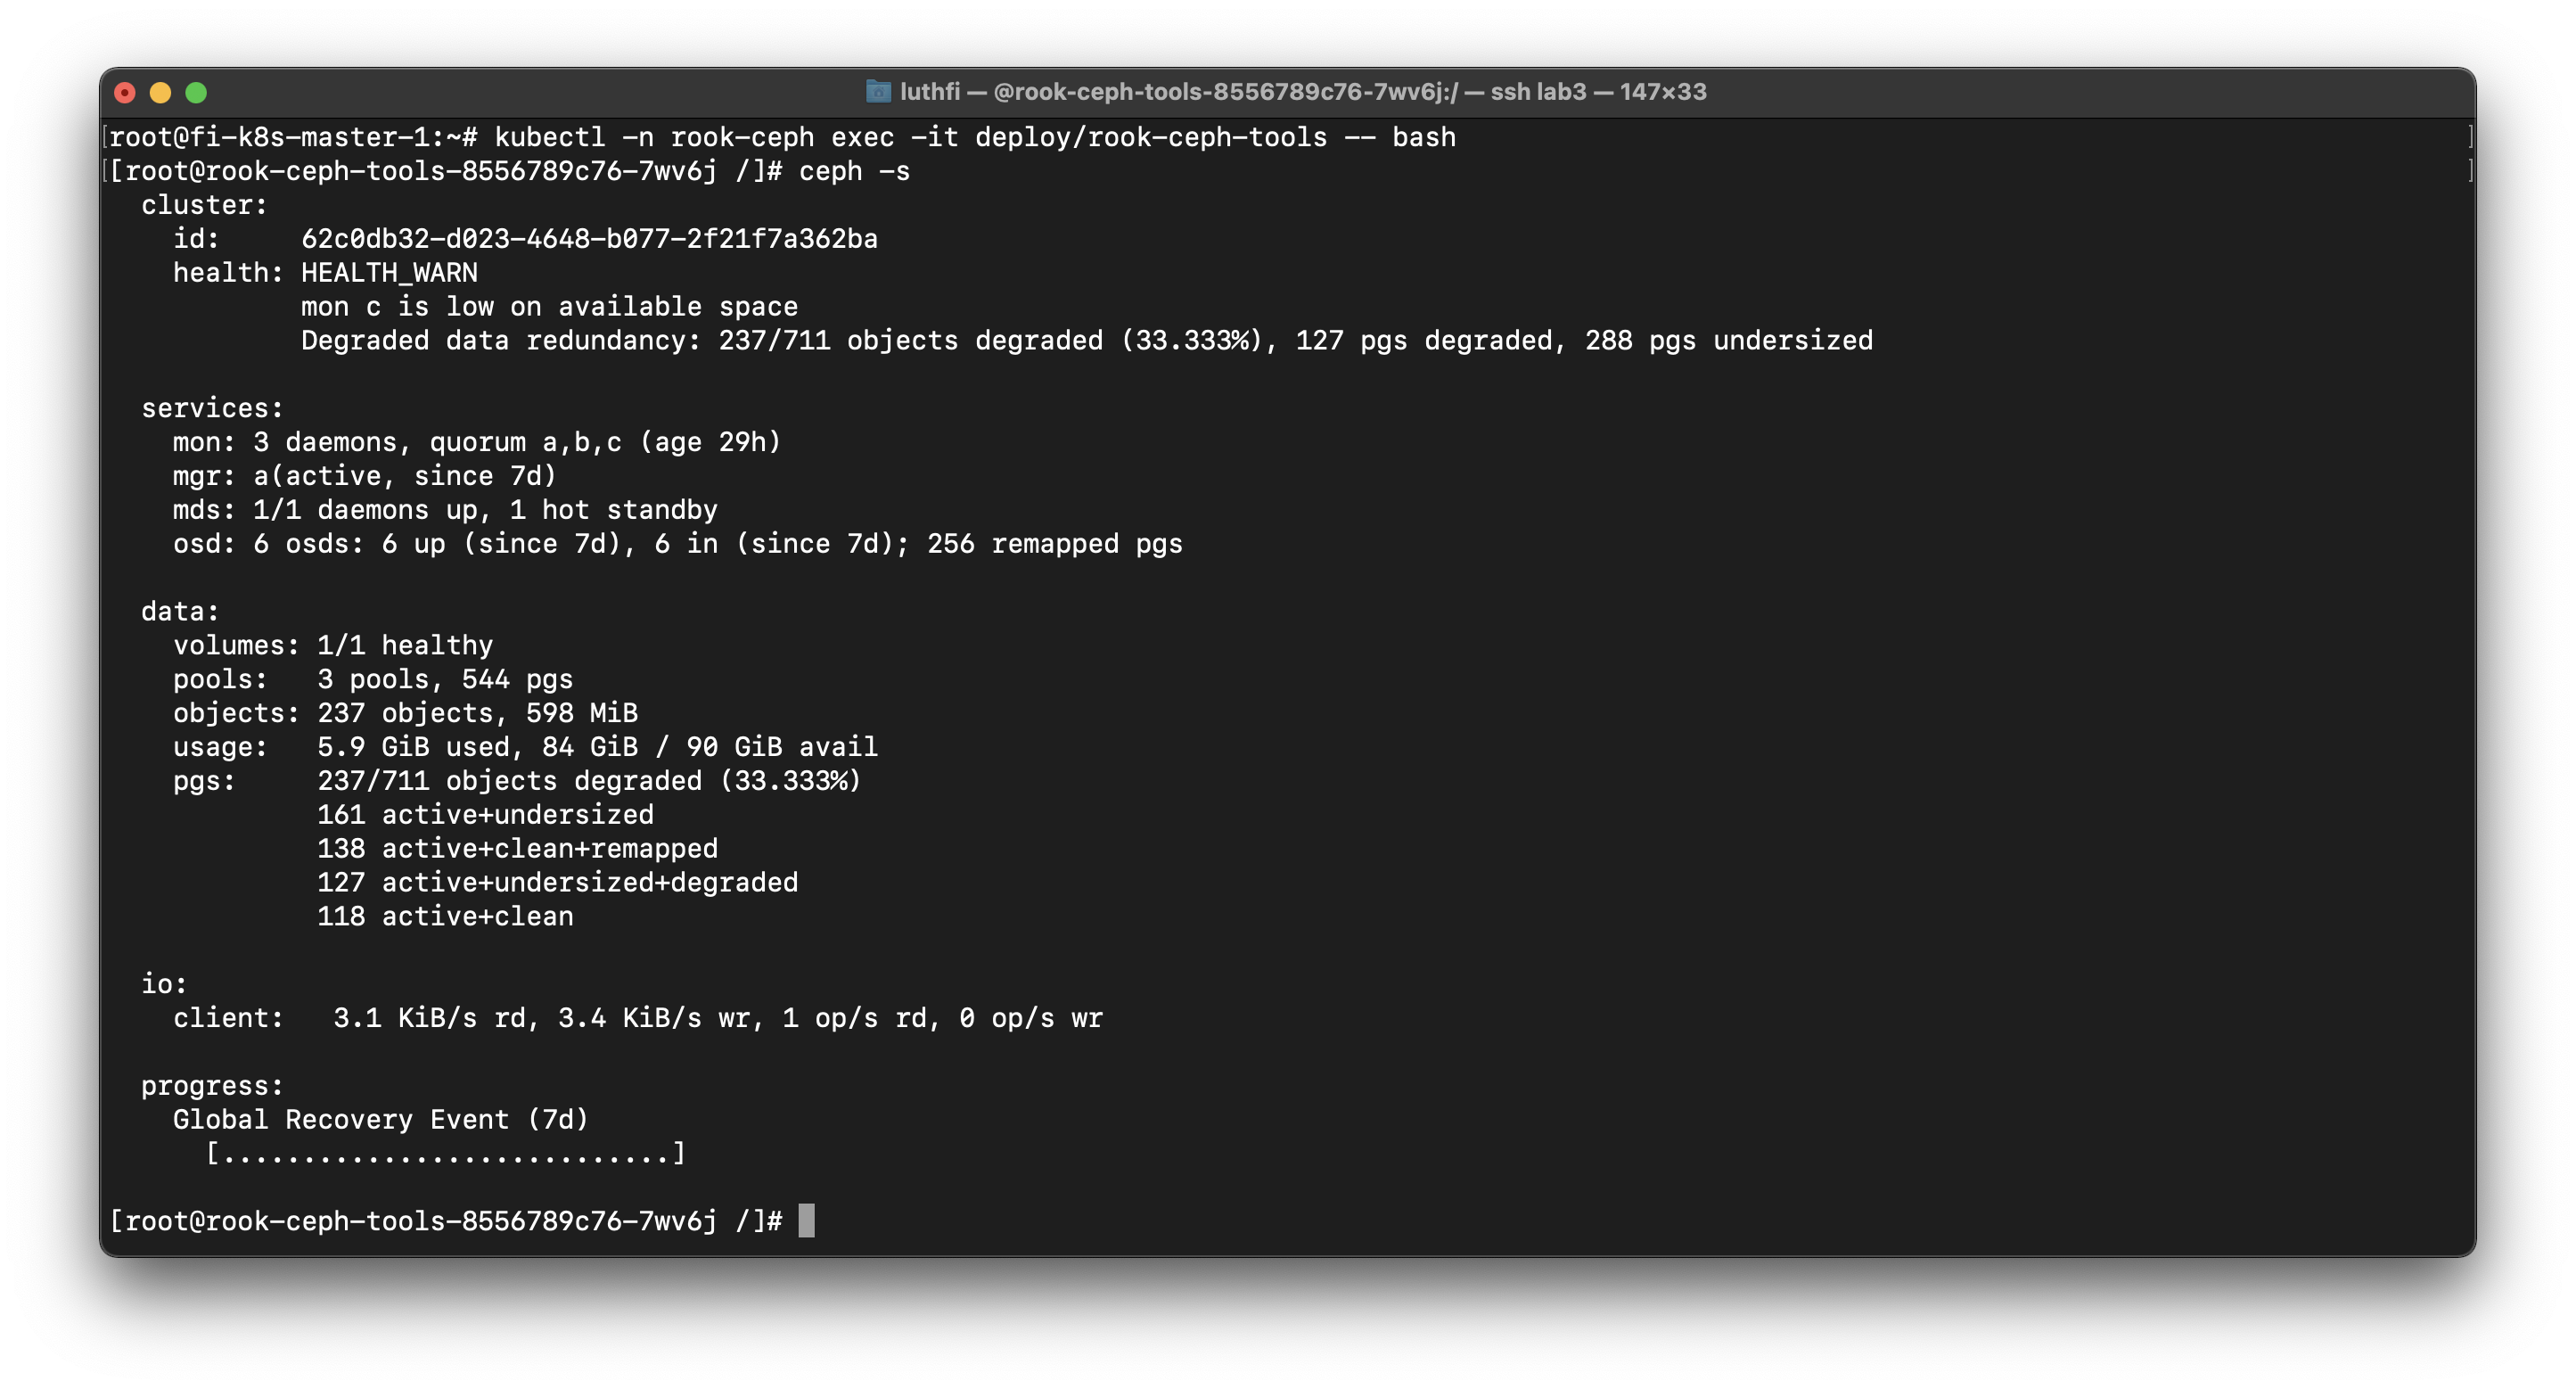 luthfi — @rook-ceph-tools-8556789c76-7wv6j:/ — ssh lab3 — 147×33
[root@fi-k8s-master-1:~# kubectl -n rook-ceph exec -it deploy/rook-ceph-tools -- bash ]
[[root@rook-ceph-tools-8556789c76-7wv6j /]# ceph -s ]
  cluster:
    id:     62c0db32-d023-4648-b077-2f21f7a362ba
    health: HEALTH_WARN
            mon c is low on available space
            Degraded data redundancy: 237/711 objects degraded (33.333%), 127 pgs degraded, 288 pgs undersized

  services:
    mon: 3 daemons, quorum a,b,c (age 29h)
    mgr: a(active, since 7d)
    mds: 1/1 daemons up, 1 hot standby
    osd: 6 osds: 6 up (since 7d), 6 in (since 7d); 256 remapped pgs

  data:
    volumes: 1/1 healthy
    pools:   3 pools, 544 pgs
    objects: 237 objects, 598 MiB
    usage:   5.9 GiB used, 84 GiB / 90 GiB avail
    pgs:     237/711 objects degraded (33.333%)
             161 active+undersized
             138 active+clean+remapped
             127 active+undersized+degraded
             118 active+clean

  io:
    client:   3.1 KiB/s rd, 3.4 KiB/s wr, 1 op/s rd, 0 op/s wr

  progress:
    Global Recovery Event (7d)
      [............................]

[root@rook-ceph-tools-8556789c76-7wv6j /]#